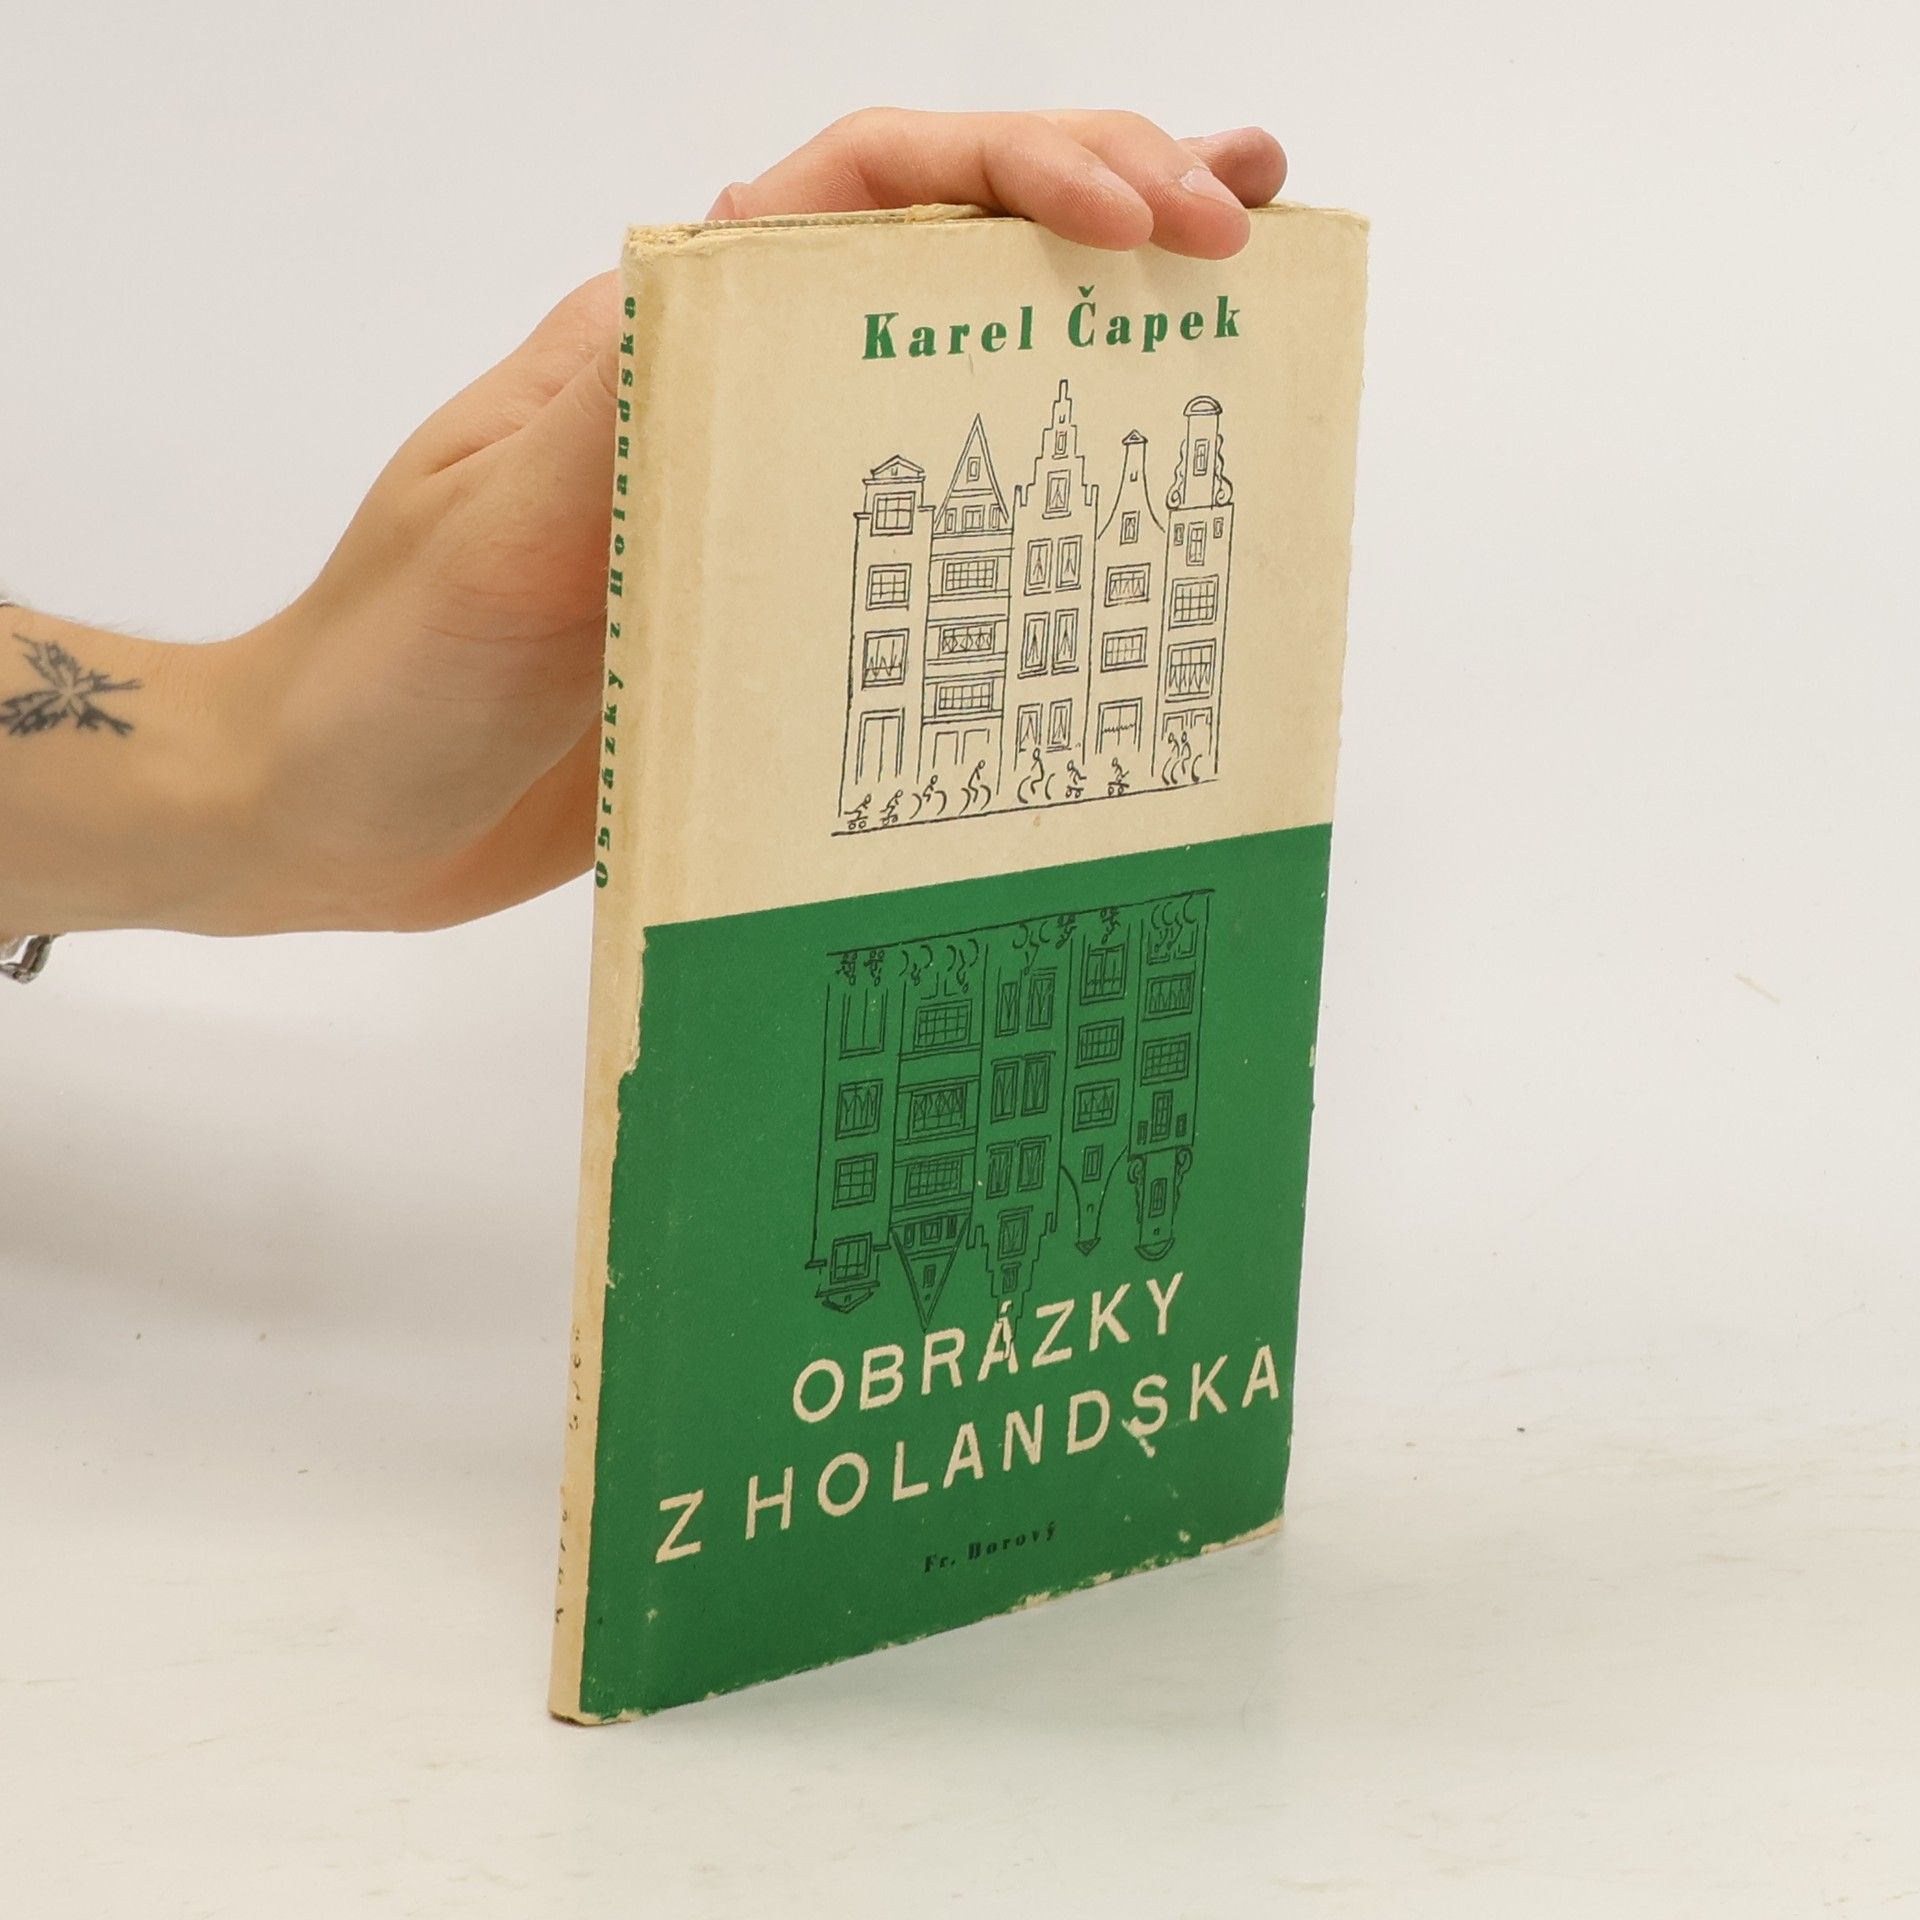 Karel Čapek
OBRÁZKY
Z HOLANDSKA
Fr. Borový
Obrázky z Holandska